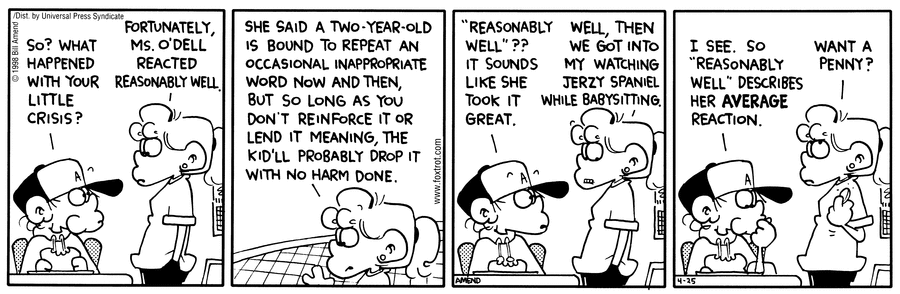 © 1998 Bill Amend
/Dist. by Universal Press Syndicate
SO? WHAT
HAPPENED
WITH YOUR
LITTLE
CRISIS?
FORTUNATELY,
MS. O'DELL
REACTED
REASONABLY WELL.
SHE SAID A TWO-YEAR-OLD
IS BOUND TO REPEAT AN
OCCASIONAL INAPPROPRIATE
WORD NOW AND THEN,
BUT SO LONG AS YOU
DON'T REINFORCE IT OR
LEND IT MEANING, THE
KID'LL PROBABLY DROP IT
WITH NO HARM DONE.
www.foxtrot.com
"REASONABLY
WELL"??
IT SOUNDS
LIKE SHE
TOOK IT
GREAT.
WELL, THEN
WE GOT INTO
MY WATCHING
JERZY SPANIEL
WHILE BABYSITTING.
A
AMEND
I SEE. SO
"REASONABLY
WELL" DESCRIBES
HER AVERAGE
REACTION.
WANT A
PENNY?
A
4-25